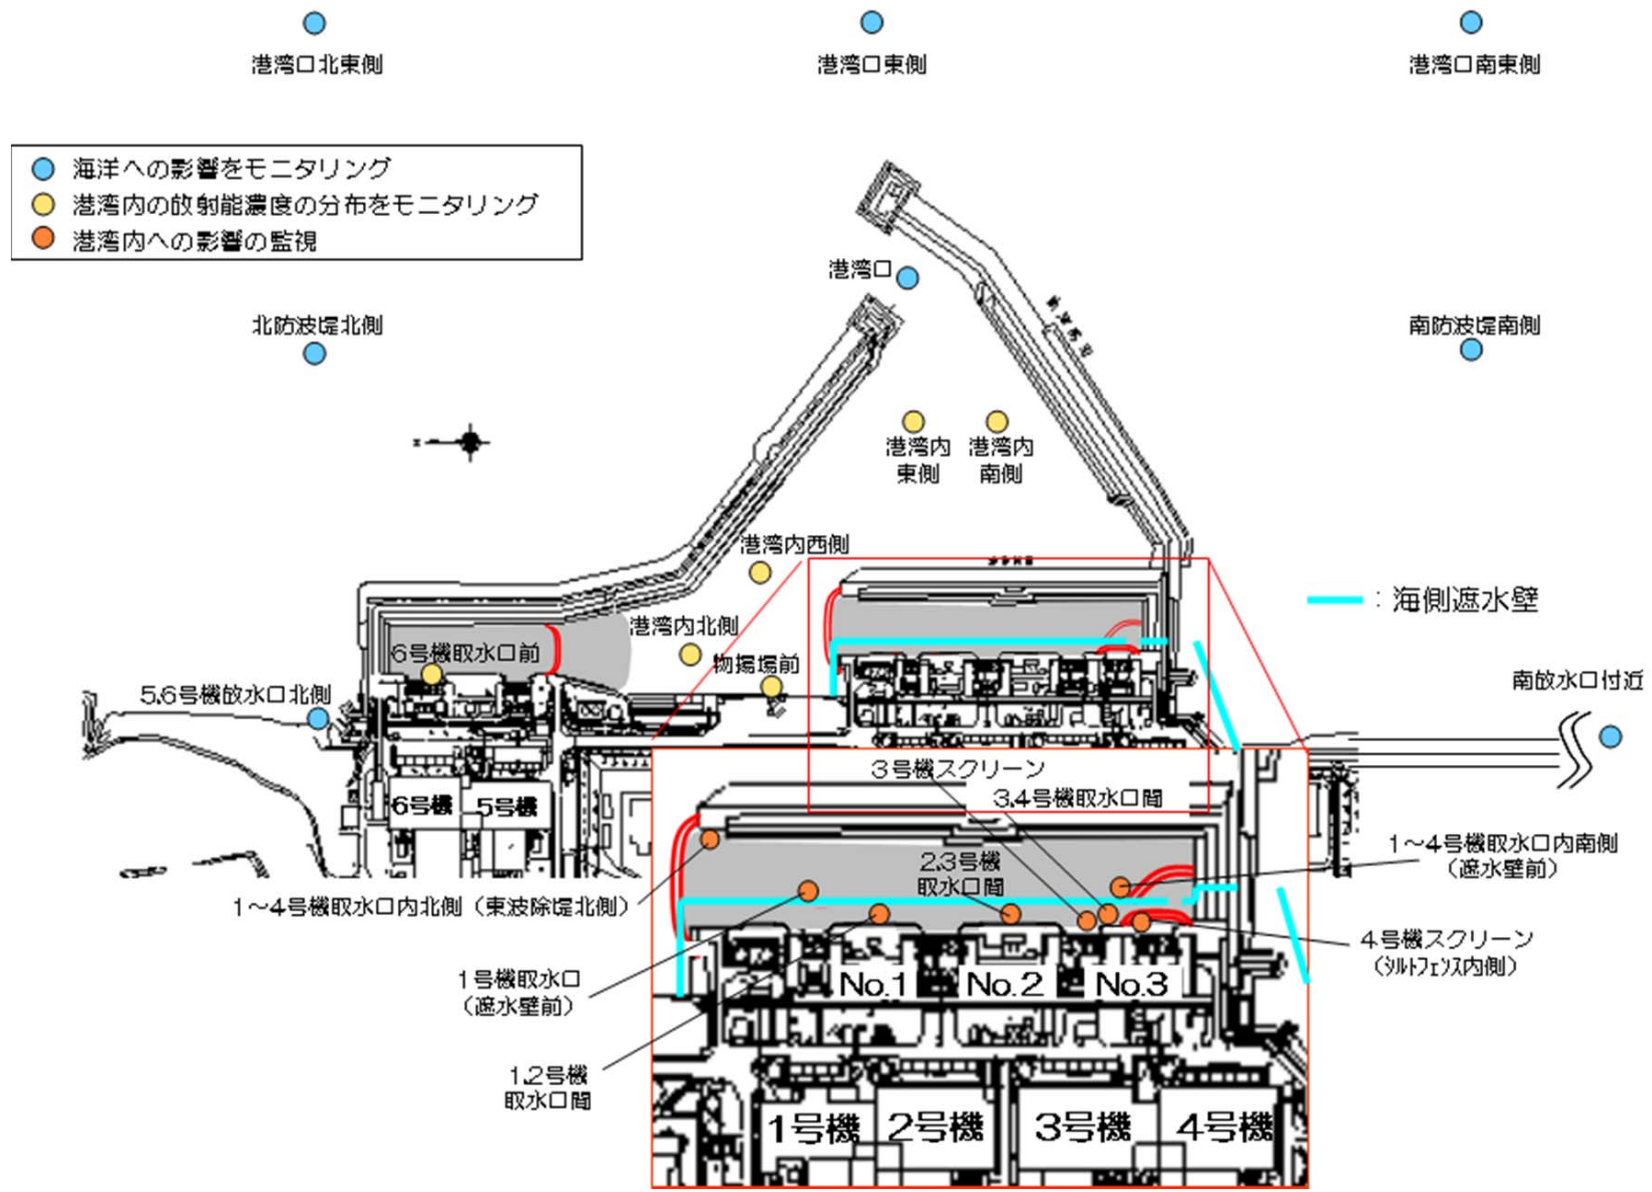 港湾口北東側
港湾口東側
港湾口南東側
海洋への影響をモニタリング
港湾内の放射能濃度の分布をモニタリング
港湾内への影響の監視
港湾口
北防波堤北側
南防波堤南側
港湾内
東側
港湾内
南側
港湾内西側
：海側遮水壁
港湾内北側
6号機取水口前
物揚場前
5,6号機放水口北側
南放水口付近
6号機
5号機
3号機スクリーン
3,4号機取水口間
1～4号機取水口内南側
（遮水壁前）
2,3号機
取水口間
1～4号機取水口内北側（東波除堤北側）
4号機スクリーン
（シルトフェンス内側）
1号機取水口
（遮水壁前）
No.1
No.2
No.3
1,2号機
取水口間
1号機
2号機
3号機
4号機